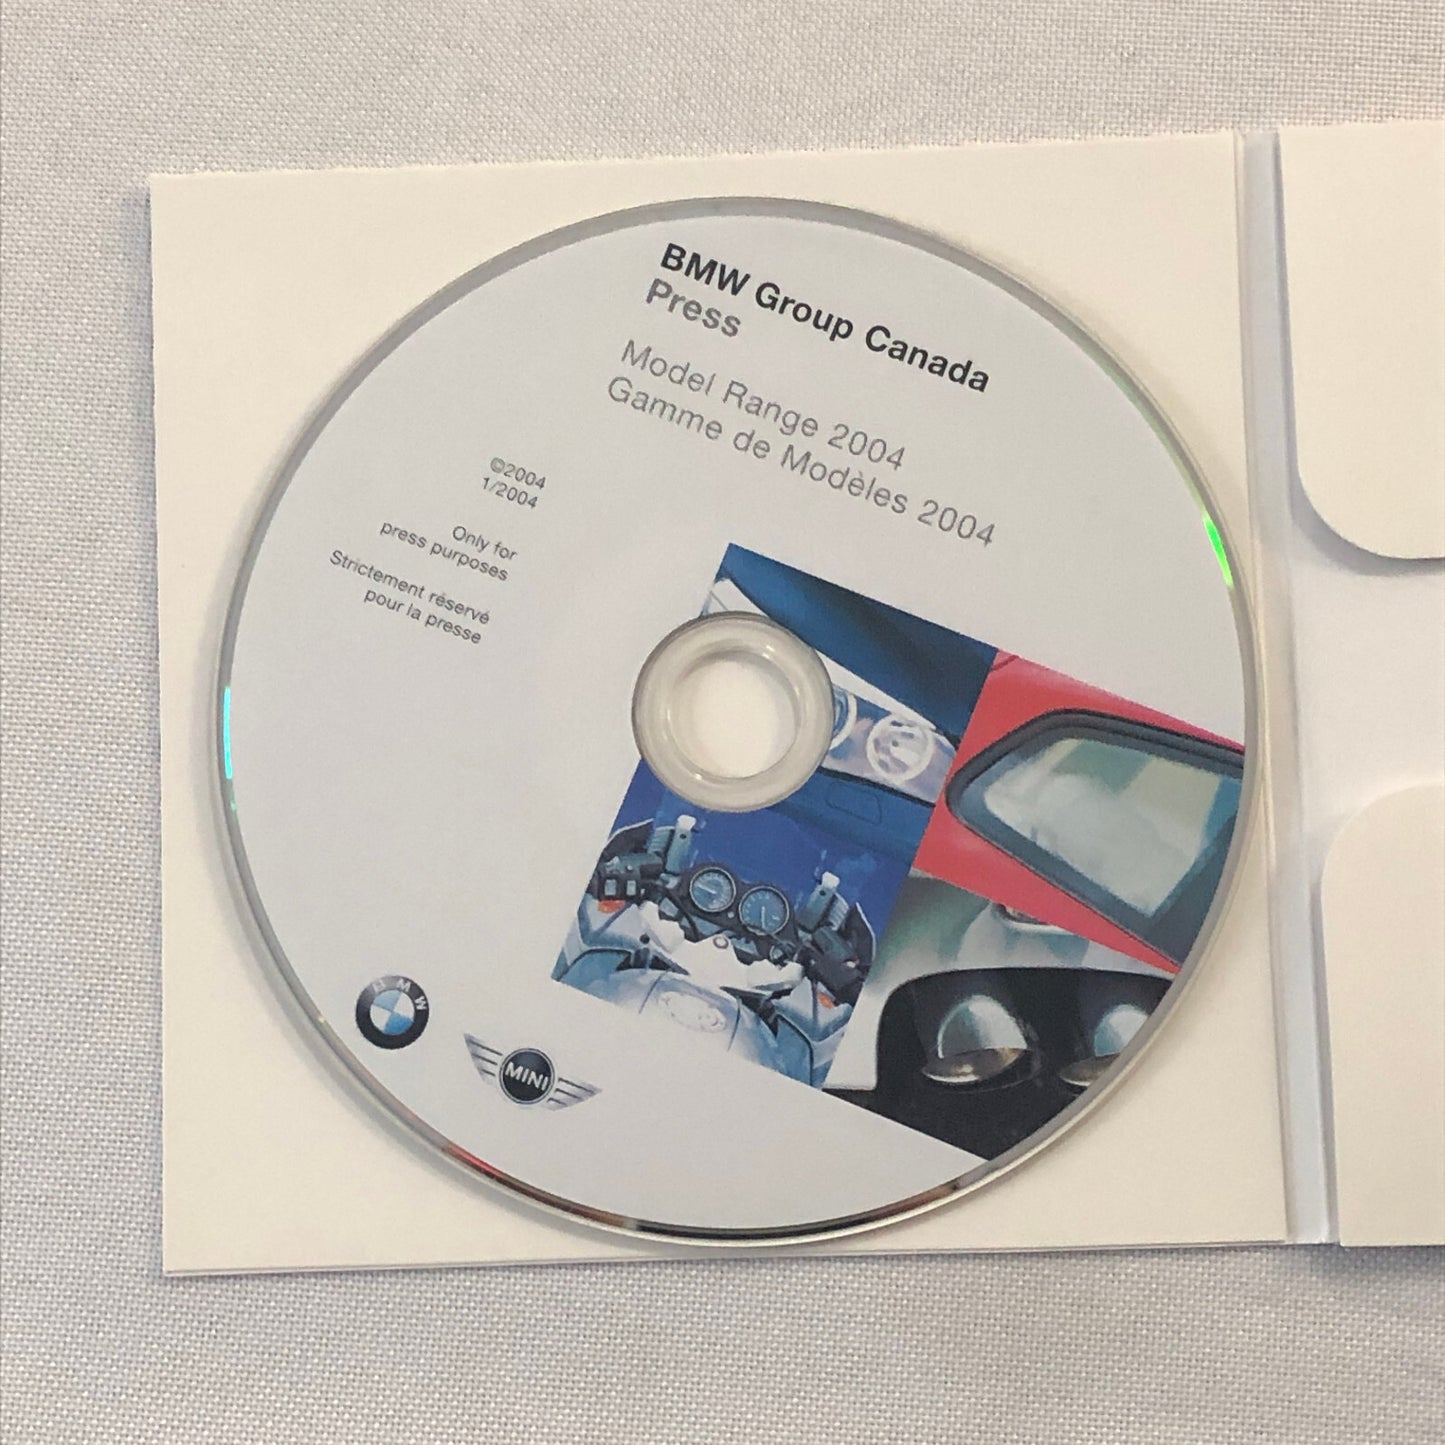 BMW Group Canada
Press
Model Range 2004
Gamme de Modèles 2004
©2004
1/2004
Only for
press purposes
Strictement réservé
pour la presse
BMW
MINI